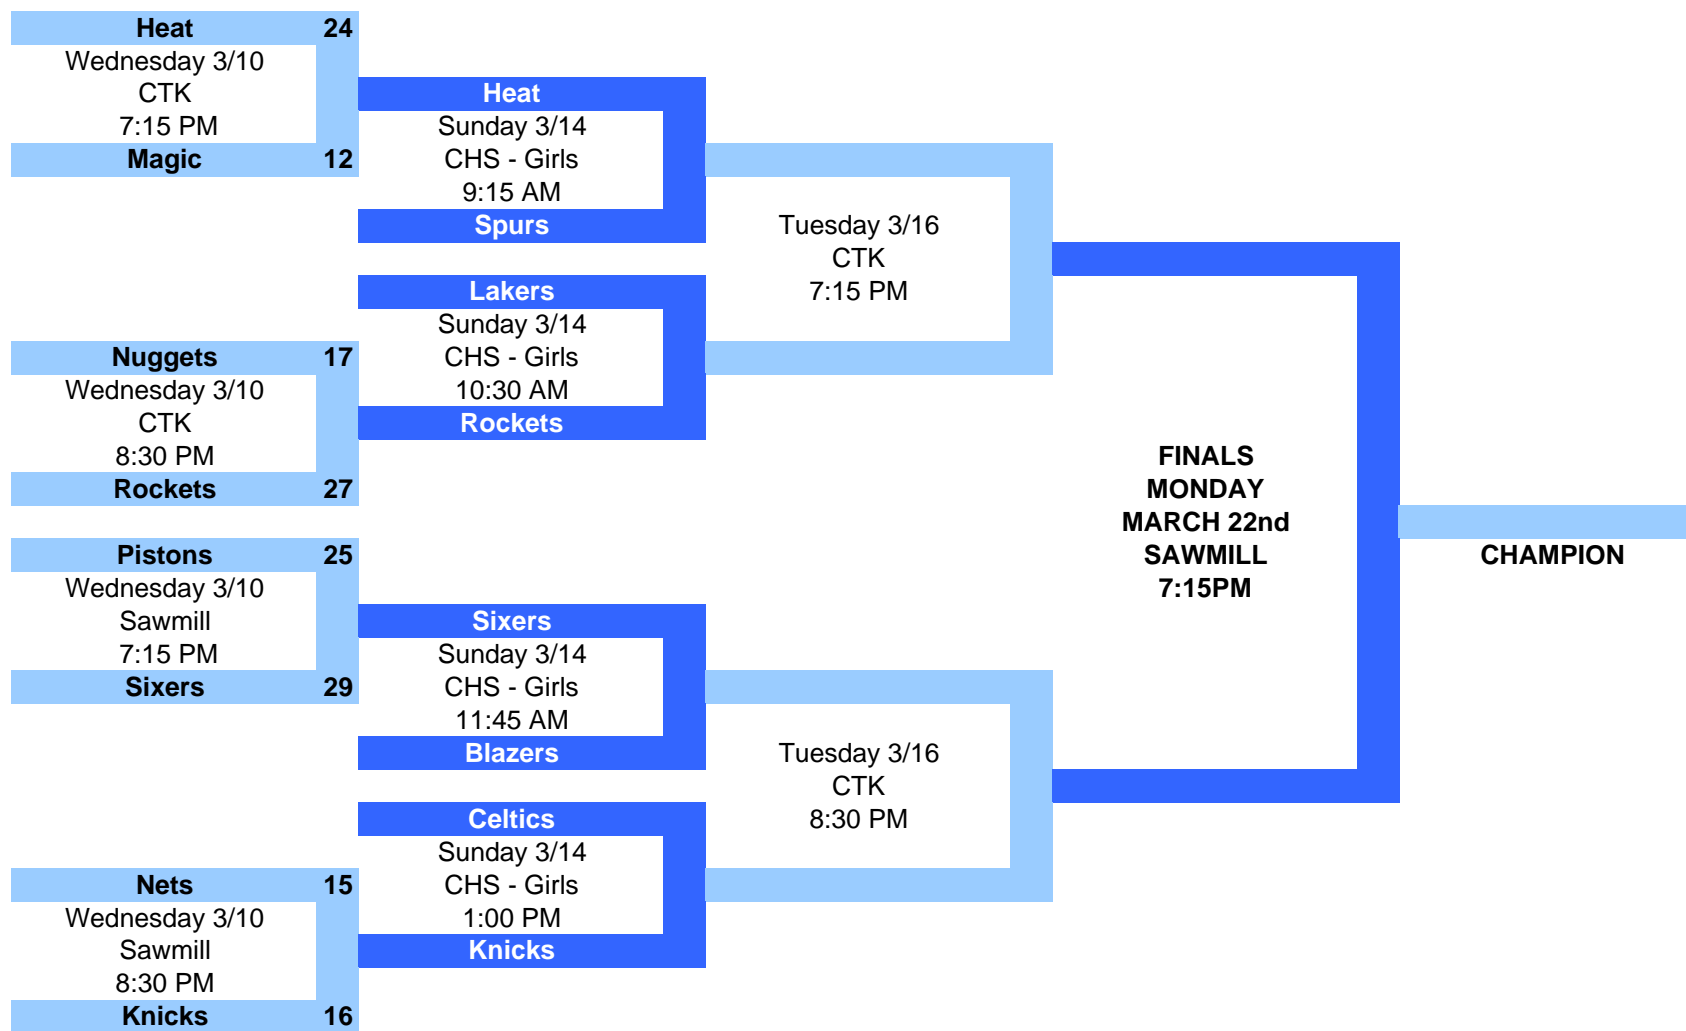 Heat 24
Wednesday 3/10
CTK
7:15 PM
Magic 12
Nuggets 17
Wednesday 3/10
CTK
8:30 PM
Rockets 27
Pistons 25
Wednesday 3/10
Sawmill
7:15 PM
Sixers 29
Nets 15
Wednesday 3/10
Sawmill
8:30 PM
Knicks 16
Heat
Sunday 3/14
CHS - Girls
9:15 AM
Spurs
Lakers
Sunday 3/14
CHS - Girls
10:30 AM
Rockets
Sixers
Sunday 3/14
CHS - Girls
11:45 AM
Blazers
Celtics
Sunday 3/14
CHS - Girls
1:00 PM
Knicks
Tuesday 3/16
CTK
7:15 PM
Tuesday 3/16
CTK
8:30 PM
FINALS
MONDAY
MARCH 22nd
SAWMILL
7:15PM
CHAMPION